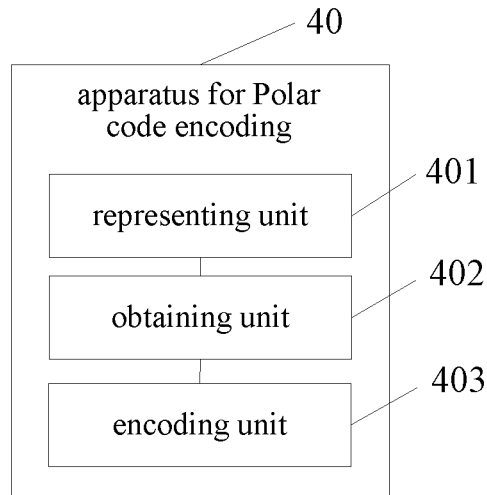 40
apparatus for Polar
code encoding
401
representing unit
402
obtaining unit
403
encoding unit